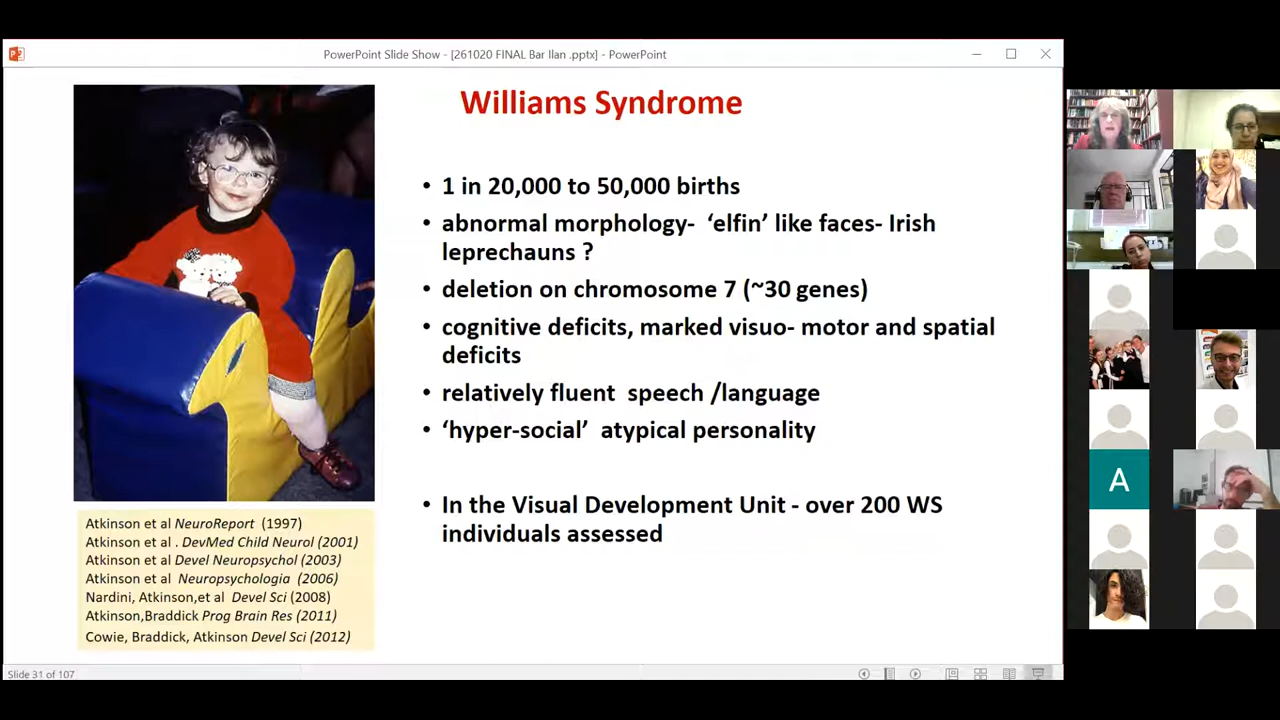 PowerPoint Slide Show - [261020 FINAL Bar Ilan .pptx] - PowerPoint
Williams Syndrome
• 1 in 20,000 to 50,000 births
• abnormal morphology- ‘elfin’ like faces- Irish
leprechauns ?
• deletion on chromosome 7 (~30 genes)
• cognitive deficits, marked visuo- motor and spatial
deficits
• relatively fluent speech /language
• ‘hyper-social’ atypical personality
• In the Visual Development Unit - over 200 WS
individuals assessed
Atkinson et al NeuroReport (1997)
Atkinson et al . DevMed Child Neurol (2001)
Atkinson et al Devel Neuropsychol (2003)
Atkinson et al Neuropsychologia (2006)
Nardini, Atkinson,et al Devel Sci (2008)
Atkinson,Braddick Prog Brain Res (2011)
Cowie, Braddick, Atkinson Devel Sci (2012)
A
Slide 31 of 107